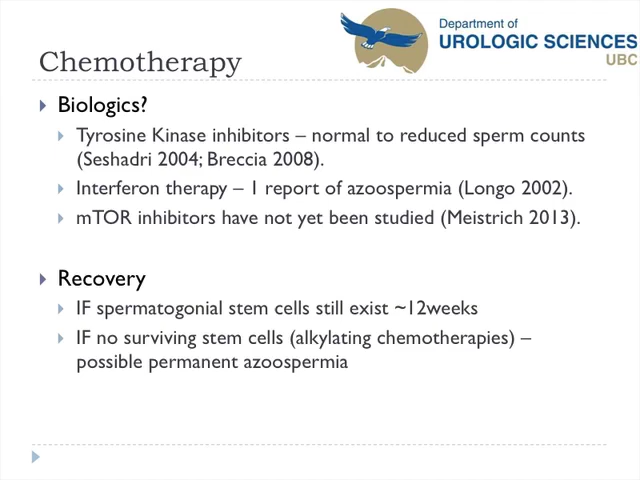 Department of
UROLOGIC SCIENCES
UBC
Chemotherapy
Biologics?
Tyrosine Kinase inhibitors – normal to reduced sperm counts
(Seshadri 2004; Breccia 2008).
Interferon therapy – 1 report of azoospermia (Longo 2002).
mTOR inhibitors have not yet been studied (Meistrich 2013).
Recovery
IF spermatogonial stem cells still exist ~12weeks
IF no surviving stem cells (alkylating chemotherapies) –
possible permanent azoospermia